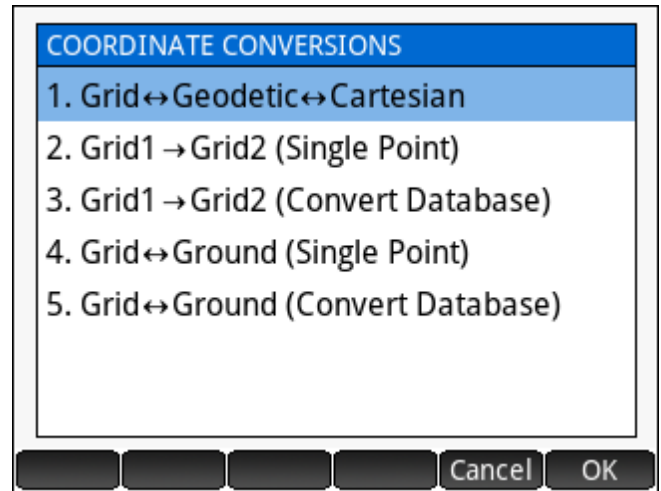 COORDINATE CONVERSIONS
1. Grid↔Geodetic↔Cartesian
2. Grid1→Grid2 (Single Point)
3. Grid1→Grid2 (Convert Database)
4. Grid↔Ground (Single Point)
5. Grid↔Ground (Convert Database)
Cancel OK